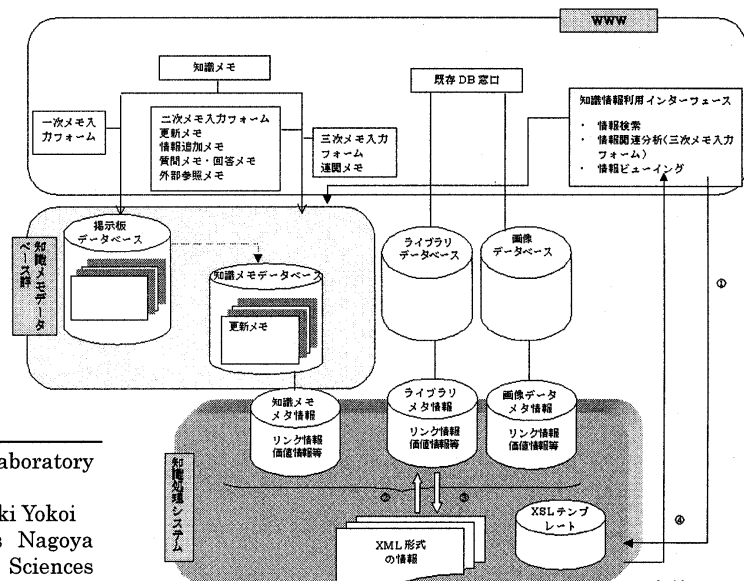 WWW
知識メモ
既存DB窓口
知識情報利用インターフェース
・ 情報検索
・ 情報関連分析(三次メモ入力
フォーム)
・ 情報ビューイング
一次メモ入
力フォーム
二次メモ入力フォーム
更新メモ
情報追加メモ
質問メモ・回答メモ
外部参照メモ
三次メモ入力
フォーム
連関メモ
知識メモデータ
ベース群
掲示板
データベース
知識メモデータベース
更新メモ
ライブラリ
データベース
画像
データベース
①
知識メモ
メタ情報
リンク情報
価値情報等
ライブラリ
メタ情報
リンク情報
価値情報等
画像データ
メタ情報
リンク情報
価値情報等
知識処理システム
②
③
④
XML形式
の情報
XSLテンプ
レート
aboratory
ki Yokoi
s Nagoya
Sciences